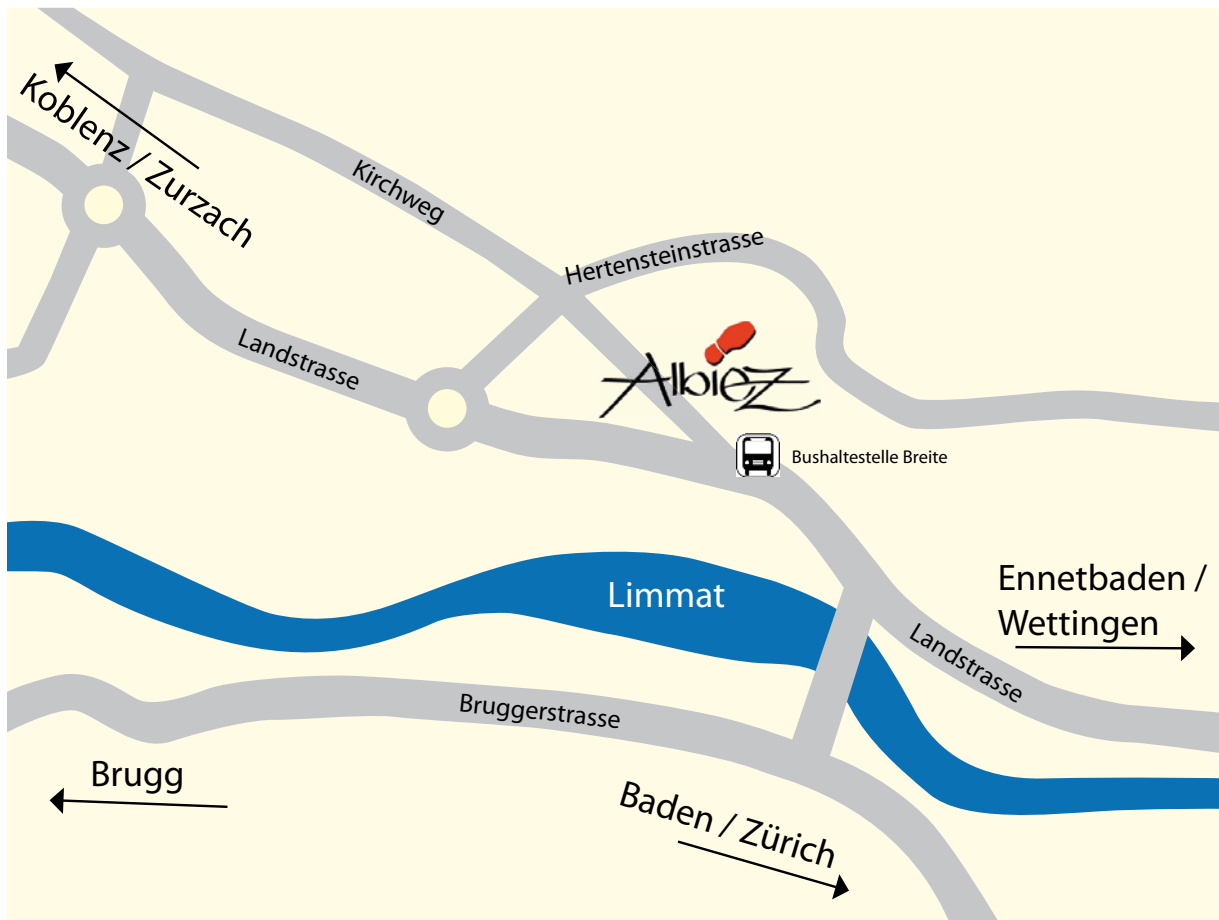 Koblenz / Zurzach
Kirchweg
Hertensteinstrasse
Landstrasse
Albiez
Bushaltestelle Breite
Limmat
Ennetbaden /
Wettingen
Landstrasse
Bruggerstrasse
Brugg
Baden / Zürich